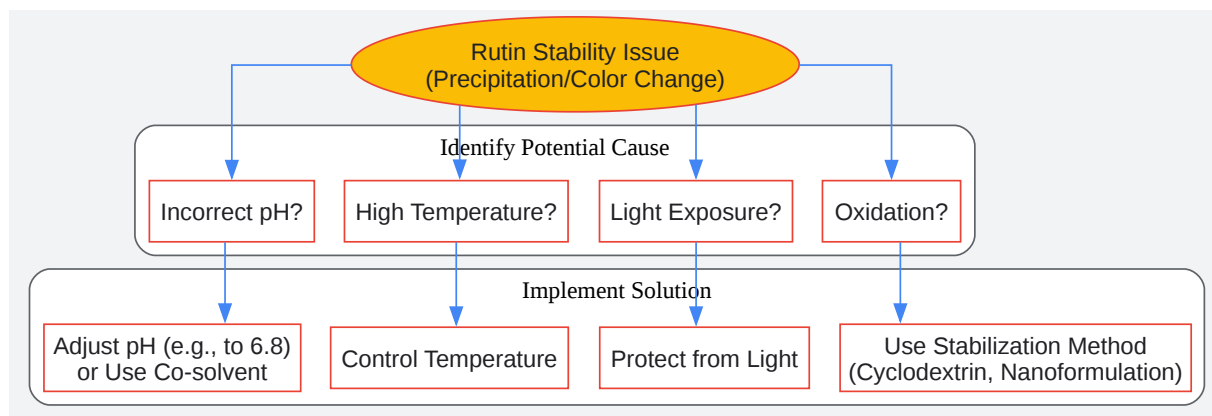 Rutin Stability Issue
(Precipitation/Color Change)
Identify Potential Cause
Incorrect pH?
High Temperature?
Light Exposure?
Oxidation?
Implement Solution
Adjust pH (e.g., to 6.8)
or Use Co-solvent
Control Temperature
Protect from Light
Use Stabilization Method
(Cyclodextrin, Nanoformulation)